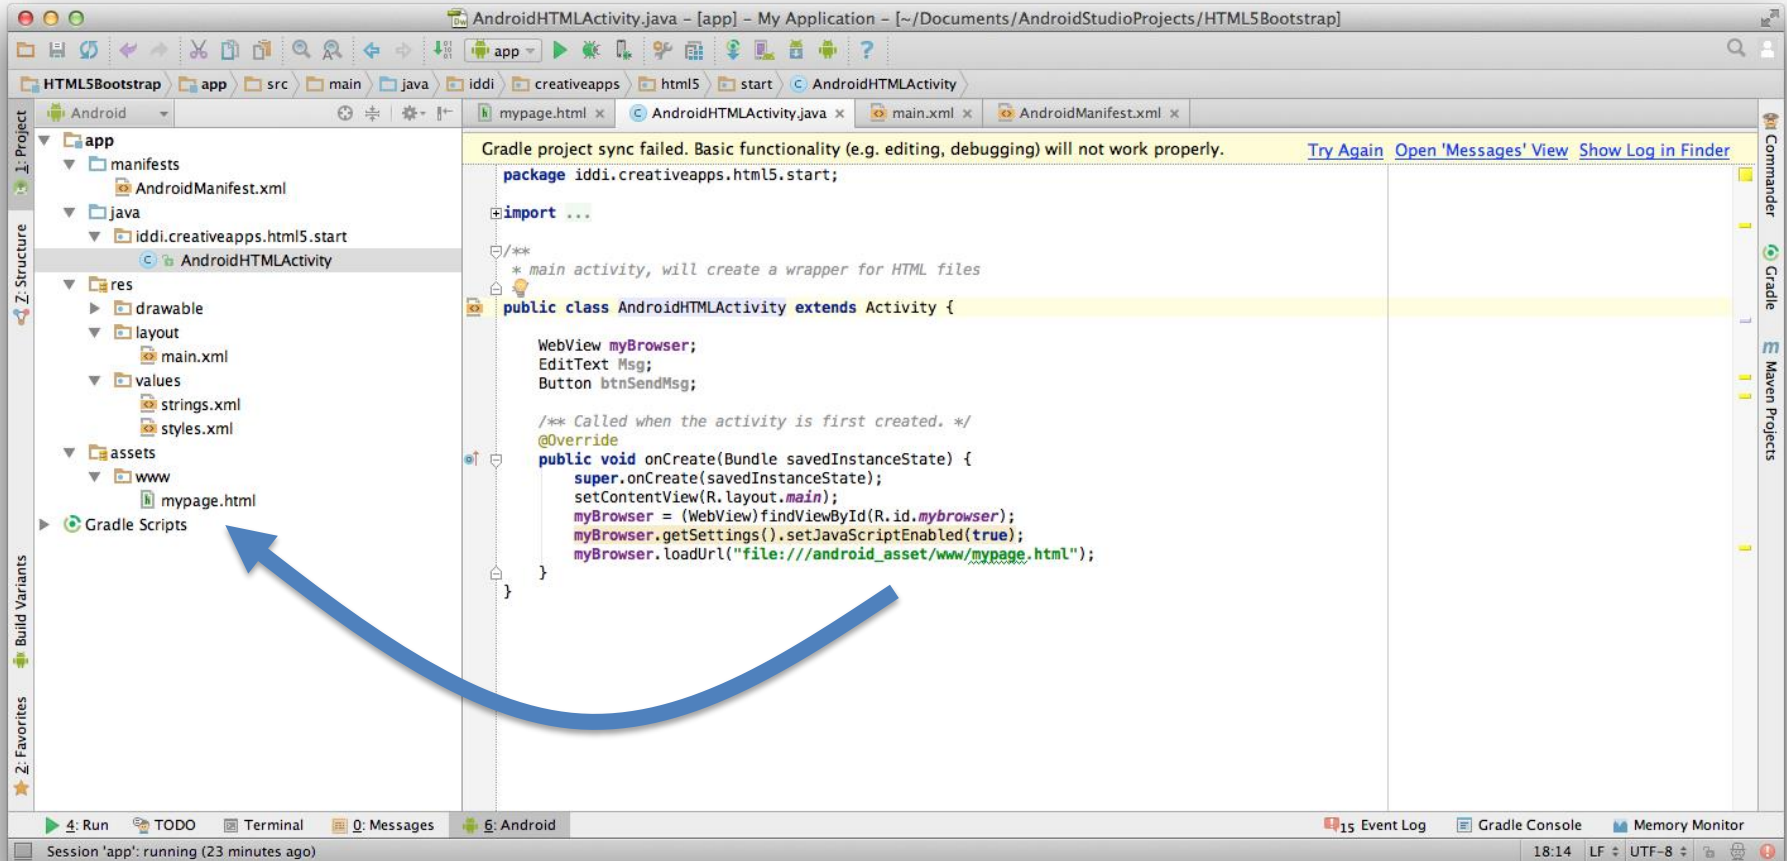 AndroidHTMLActivity.java - [app] - My Application - [~/Documents/AndroidStudioProjects/HTML5Bootstrap]
app
?
HTML5Bootstrap app src main java iddi creativeapps html5 start AndroidHTMLActivity
Android
mypage.html AndroidHTMLActivity.java main.xml AndroidManifest.xml
1: Project
Z: Structure
Build Variants
2: Favorites
app
manifests
AndroidManifest.xml
java
iddi.creativeapps.html5.start
AndroidHTMLActivity
res
drawable
layout
main.xml
values
strings.xml
styles.xml
assets
www
mypage.html
Gradle Scripts
Gradle project sync failed. Basic functionality (e.g. editing, debugging) will not work properly. Try Again Open 'Messages' View Show Log in Finder
package iddi.creativeapps.html5.start;
import ...
/**
* main activity, will create a wrapper for HTML files
public class AndroidHTMLActivity extends Activity {
WebView myBrowser;
EditText Msg;
Button btnSendMsg;
/** Called when the activity is first created. */
@Override
public void onCreate(Bundle savedInstanceState) {
super.onCreate(savedInstanceState);
setContentView(R.layout.main);
myBrowser = (WebView)findViewById(R.id.mybrowser);
myBrowser.getSettings().setJavaScriptEnabled(true);
myBrowser.loadUrl("file:///android_asset/www/mypage.html");
}
}
Commander
Gradle
m Maven Projects
4: Run TODO Terminal 0: Messages 6: Android 15 Event Log Gradle Console Memory Monitor
Session 'app': running (23 minutes ago) 18:14 LF UTF-8